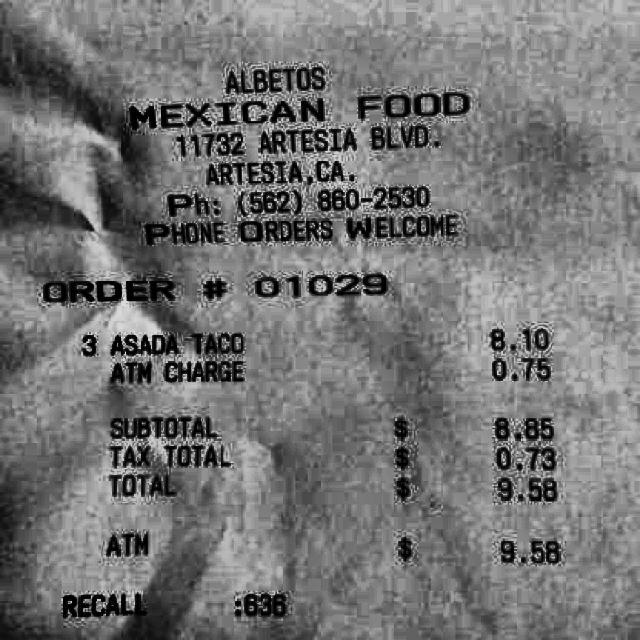 ALBETOS
MEXICAN FOOD
11732 ARTESIA BLVD.
ARTESIA,CA.
Ph: (562) 860-2530
PHONE ORDERS WELCOME
ORDER # 01029
3 ASADA TACO 8.10
ATM CHARGE 0.75
SUBTOTAL $ 8.85
TAX TOTAL $ 0.73
TOTAL $ 9.58
ATM $ 9.58
RECALL :636